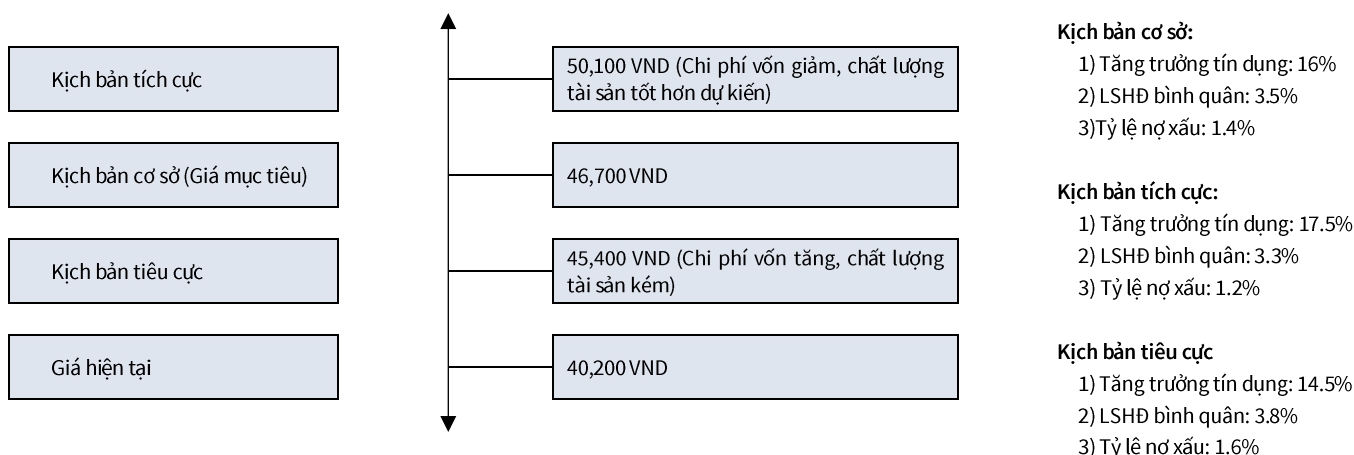 Kịch bản tích cực
50,100 VND (Chi phí vốn giảm, chất lượng
tài sản tốt hơn dự kiến)
Kịch bản cơ sở (Giá mục tiêu)
46,700 VND
Kịch bản tiêu cực
45,400 VND (Chi phí vốn tăng, chất lượng
tài sản kém)
Giá hiện tại
40,200 VND
Kịch bản cơ sở:
1) Tăng trưởng tín dụng: 16%
2) LSHĐ bình quân: 3.5%
3)Tỷ lệ nợ xấu: 1.4%
Kịch bản tích cực:
1) Tăng trưởng tín dụng: 17.5%
2) LSHĐ bình quân: 3.3%
3) Tỷ lệ nợ xấu: 1.2%
Kịch bản tiêu cực
1) Tăng trưởng tín dụng: 14.5%
2) LSHĐ bình quân: 3.8%
3) Tỷ lệ nợ xấu: 1.6%